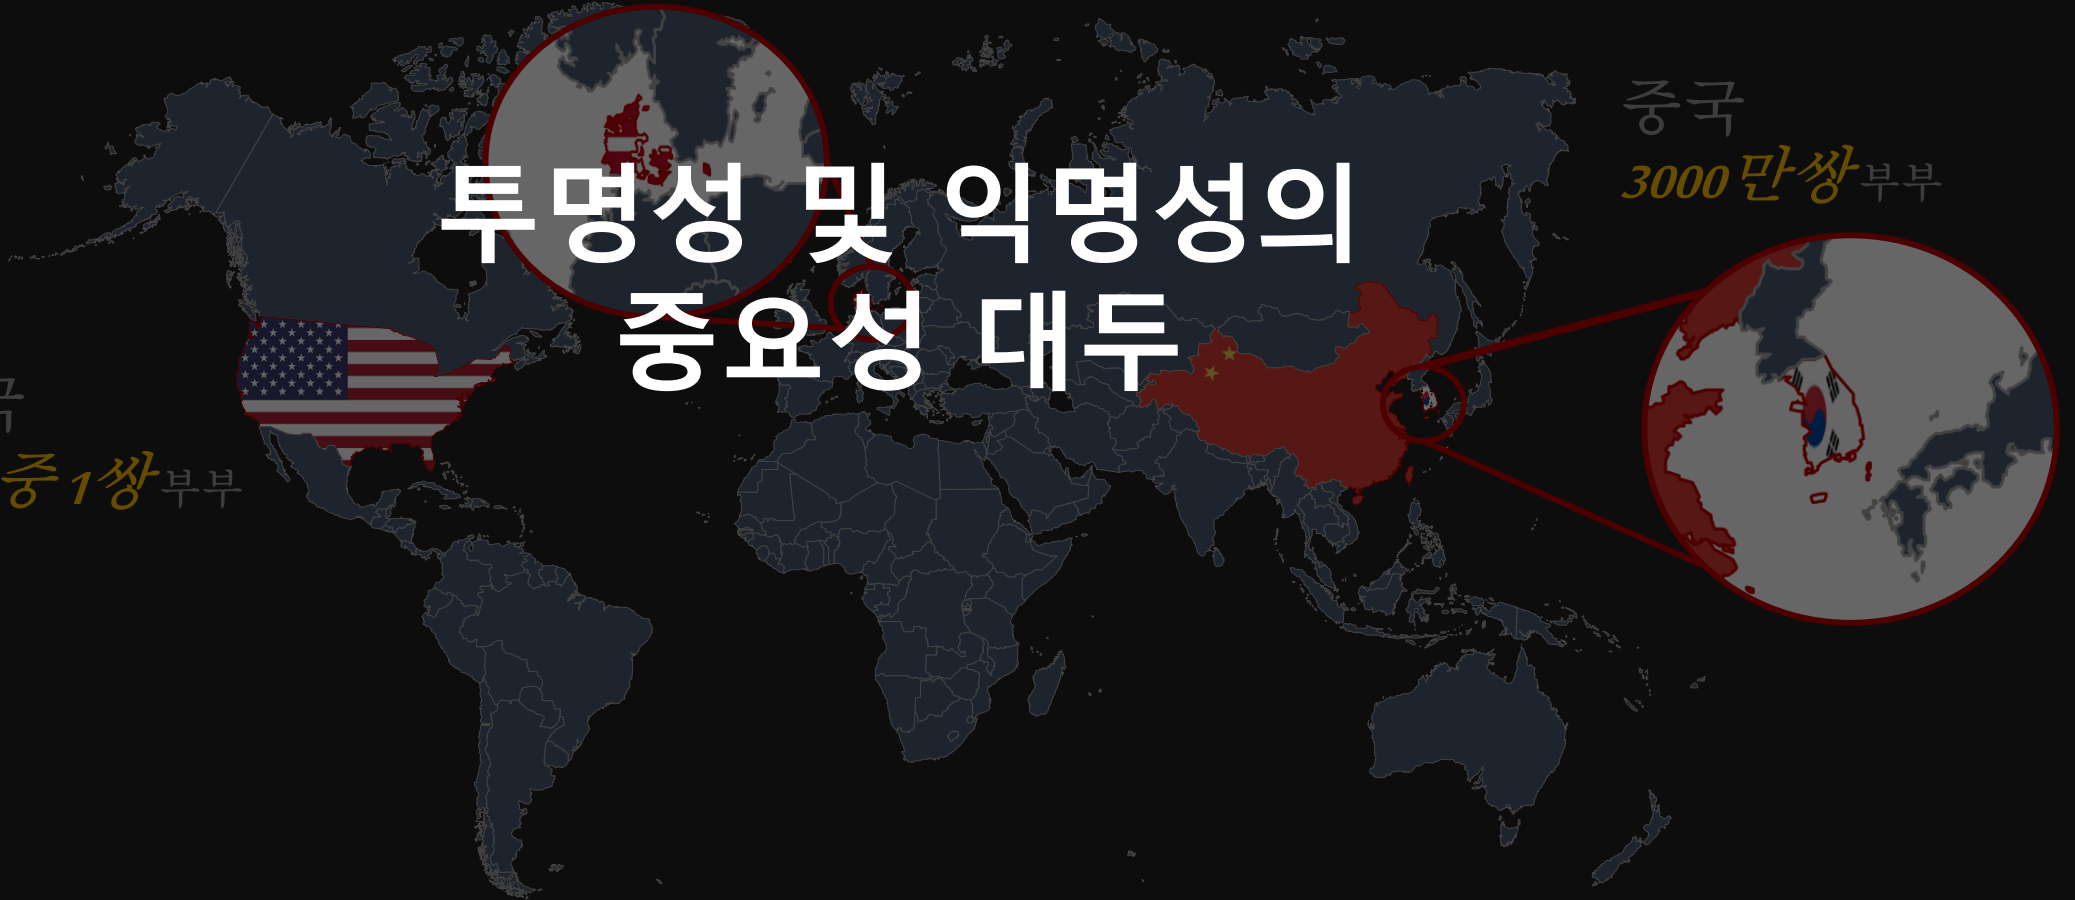 중국
3000만쌍부부
투명성 및 익명성의
중요성 대두
중 1쌍부부